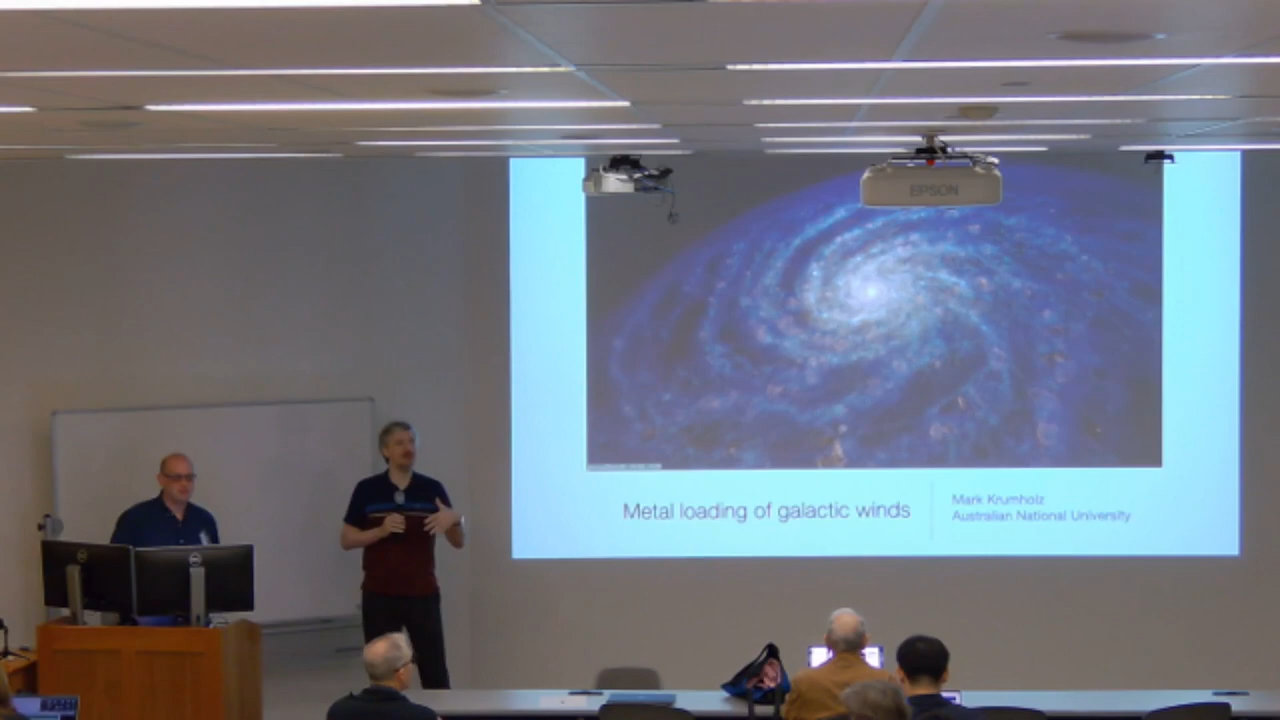 EPSON
Metal loading of galactic winds
Mark Krumholz
Australian National University